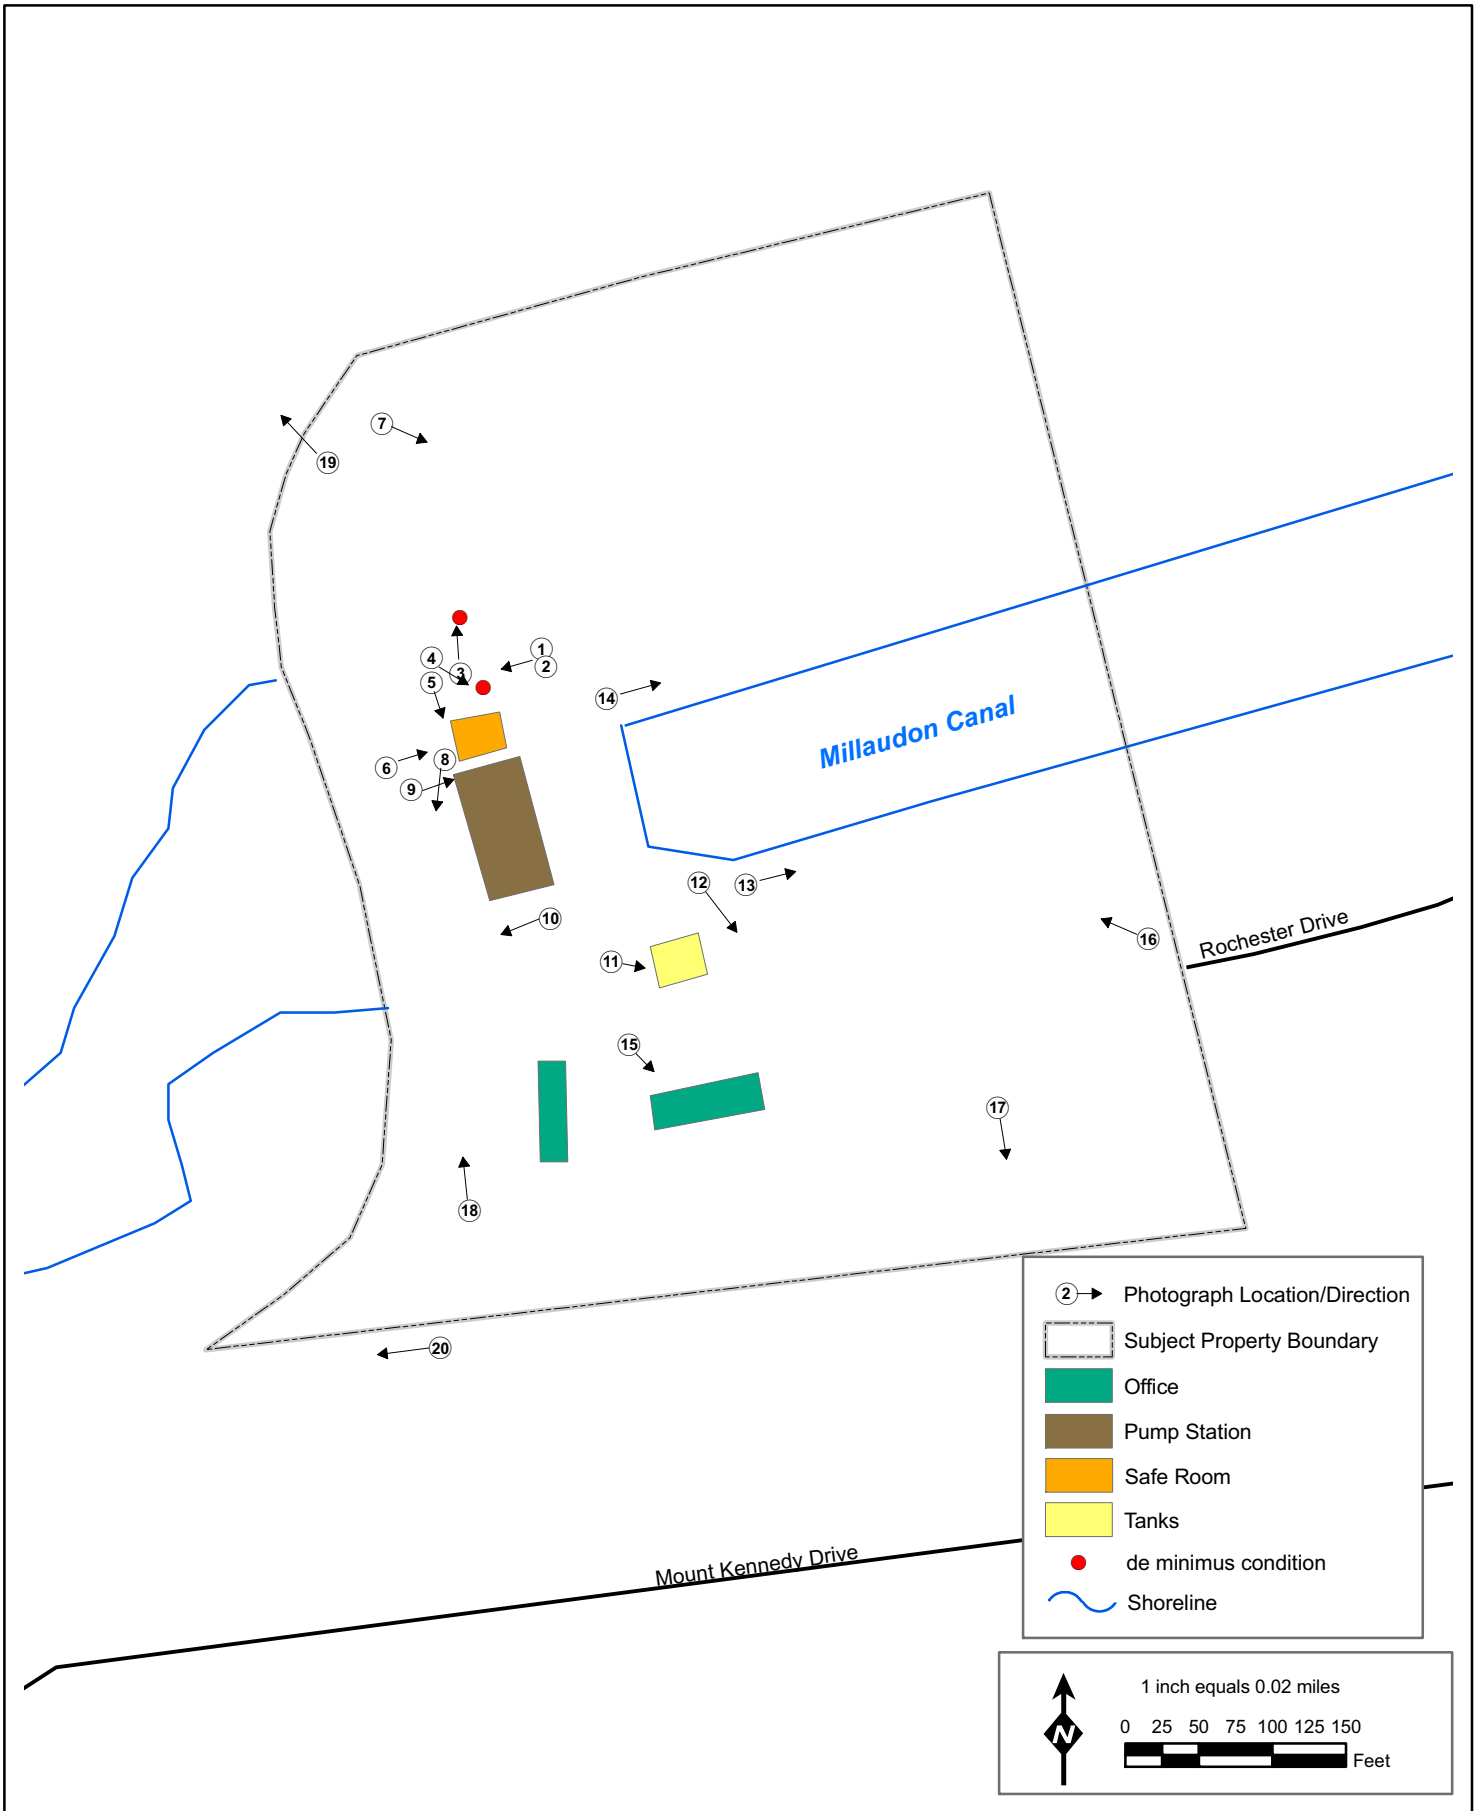 7
19
1
2
4
3
5
14
Millaudon Canal
8
6
9
12
13
10
16
Rochester Drive
11
15
17
18
20
2
Photograph Location/Direction
Subject Property Boundary
Office
Pump Station
Safe Room
Tanks
de minimus condition
Shoreline
Mount Kennedy Drive
1 inch equals 0.02 miles
0 25 50 75 100 125 150
N
Feet